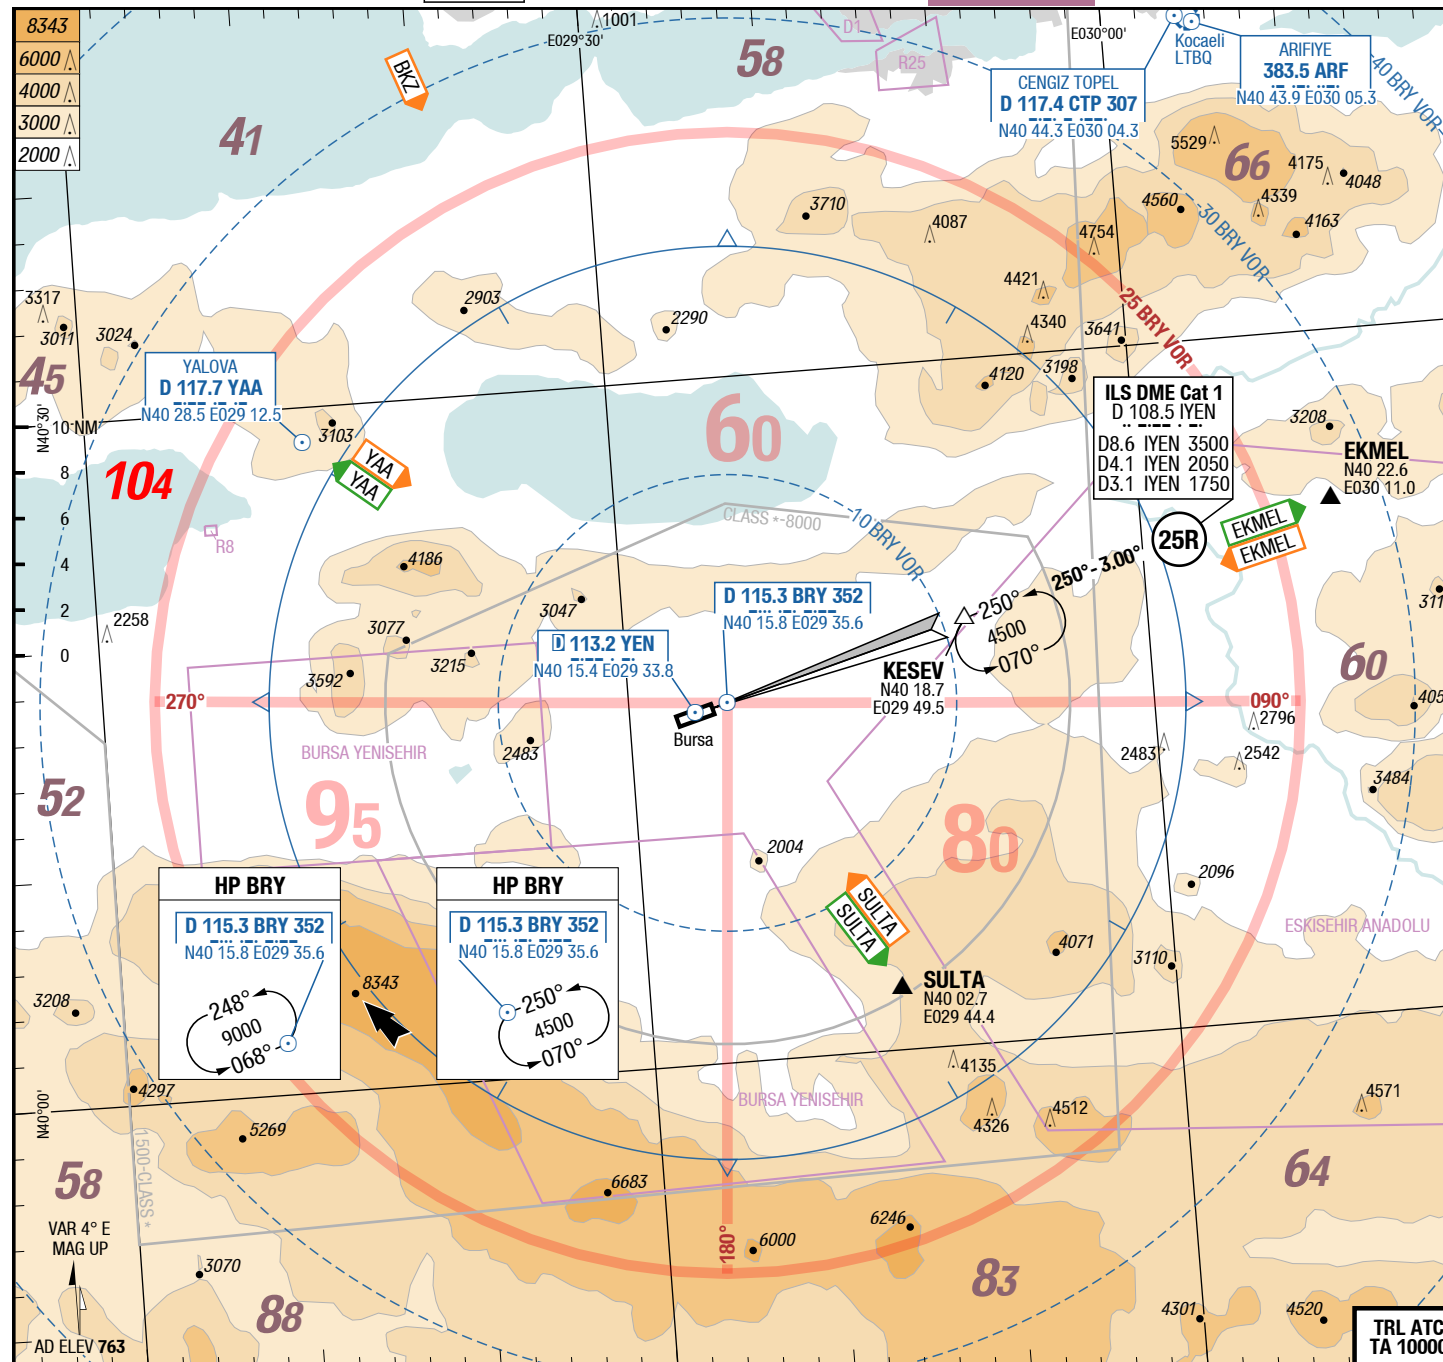 8343
6000
4000
3000
2000
1001
E029°30'
D1
R25
58
E030°00'
Kocaeli
LTBQ
ARIFIYE
383.5 ARF
N40 43.9 E030 05.3
40 BRY VOR
CENGIZ TOPEL
D 117.4 CTP 307
N40 44.3 E030 04.3
BKZ
41
5529
66
4175
4048
4339
4163
4560
30 BRY VOR
3710
4087
4754
4421
4340
25 BRY VOR
3641
3317
3011
3024
2903
2290
4120
3198
45
YALOVA
D 117.7 YAA
N40 28.5 E029 12.5
N40°30'
10 NM
8
6
4
2
0
3103
YAA
YAA
60
ILS DME Cat 1
D 108.5 IYEN
D8.6 IYEN 3500
D4.1 IYEN 2050
D3.1 IYEN 1750
3208
EKMEL
N40 22.6
E030 11.0
104
R8
CLASS *-8000
10 BRY VOR
25R
EKMEL
EKMEL
4186
250°- 3.00°
2258
3047
3077
3215
3592
D 115.3 BRY 352
N40 15.8 E029 35.6
D 113.2 YEN
N40 15.4 E029 33.8
250°
4500
070°
KESEV
N40 18.7
E029 49.5
311
60
405
270°
090°
Bursa
2796
2483
2542
BURSA YENISEHIR
2483
3484
52
95
80
2004
2096
HP BRY
D 115.3 BRY 352
N40 15.8 E029 35.6
248°
9000
068°
HP BRY
D 115.3 BRY 352
N40 15.8 E029 35.6
250°
4500
070°
SULTA
SULTA
ESKISEHIR ANADOLU
8343
4071
3110
SULTA
N40 02.7
E029 44.4
3208
4297
4135
4326
4512
4571
N40°00'
BURSA YENISEHIR
5269
1500-CLASS *
58
6683
64
VAR 4° E
MAG UP
180°
6000
6246
3070
83
88
4301
4520
AD ELEV 763
TRL ATC
TA 10000